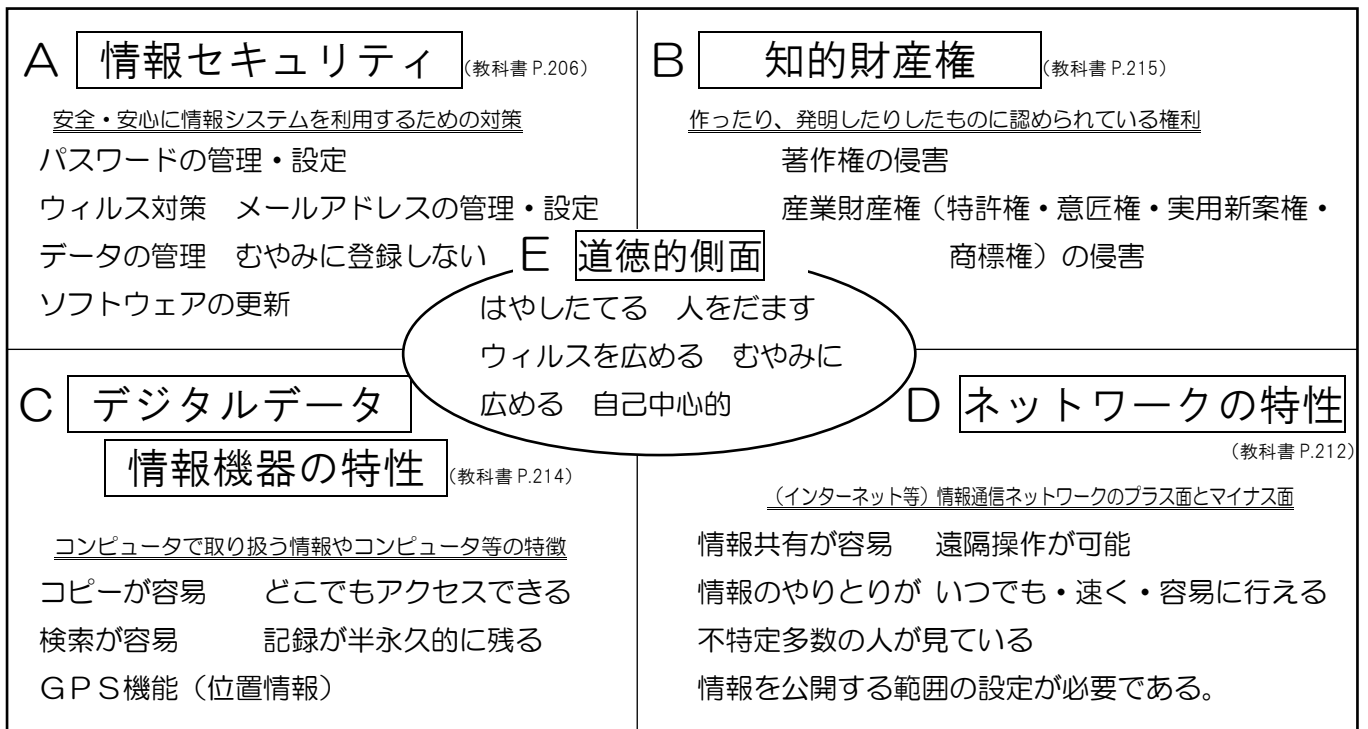 A 情報セキュリティ (教科書 P.206)
安全・安心に情報システムを利用するための対策
パスワードの管理・設定
ウィルス対策 メールアドレスの管理・設定
データの管理 むやみに登録しない
ソフトウェアの更新
B 知的財産権 (教科書 P.215)
作ったり、発明したりしたものに認められている権利
著作権の侵害
産業財産権（特許権・意匠権・実用新案権・
商標権）の侵害
E 道徳的側面
はやしたてる 人をだます
ウィルスを広める むやみに
広める 自己中心的
C デジタルデータ
情報機器の特性 (教科書 P.214)
コンピュータで取り扱う情報やコンピュータ等の特徴
コピーが容易 どこでもアクセスできる
検索が容易 記録が半永久的に残る
ＧＰＳ機能（位置情報）
D ネットワークの特性
(教科書 P.212)
（インターネット等）情報通信ネットワークのプラス面とマイナス面
情報共有が容易 遠隔操作が可能
情報のやりとりが いつでも・速く・容易に行える
不特定多数の人が見ている
情報を公開する範囲の設定が必要である。